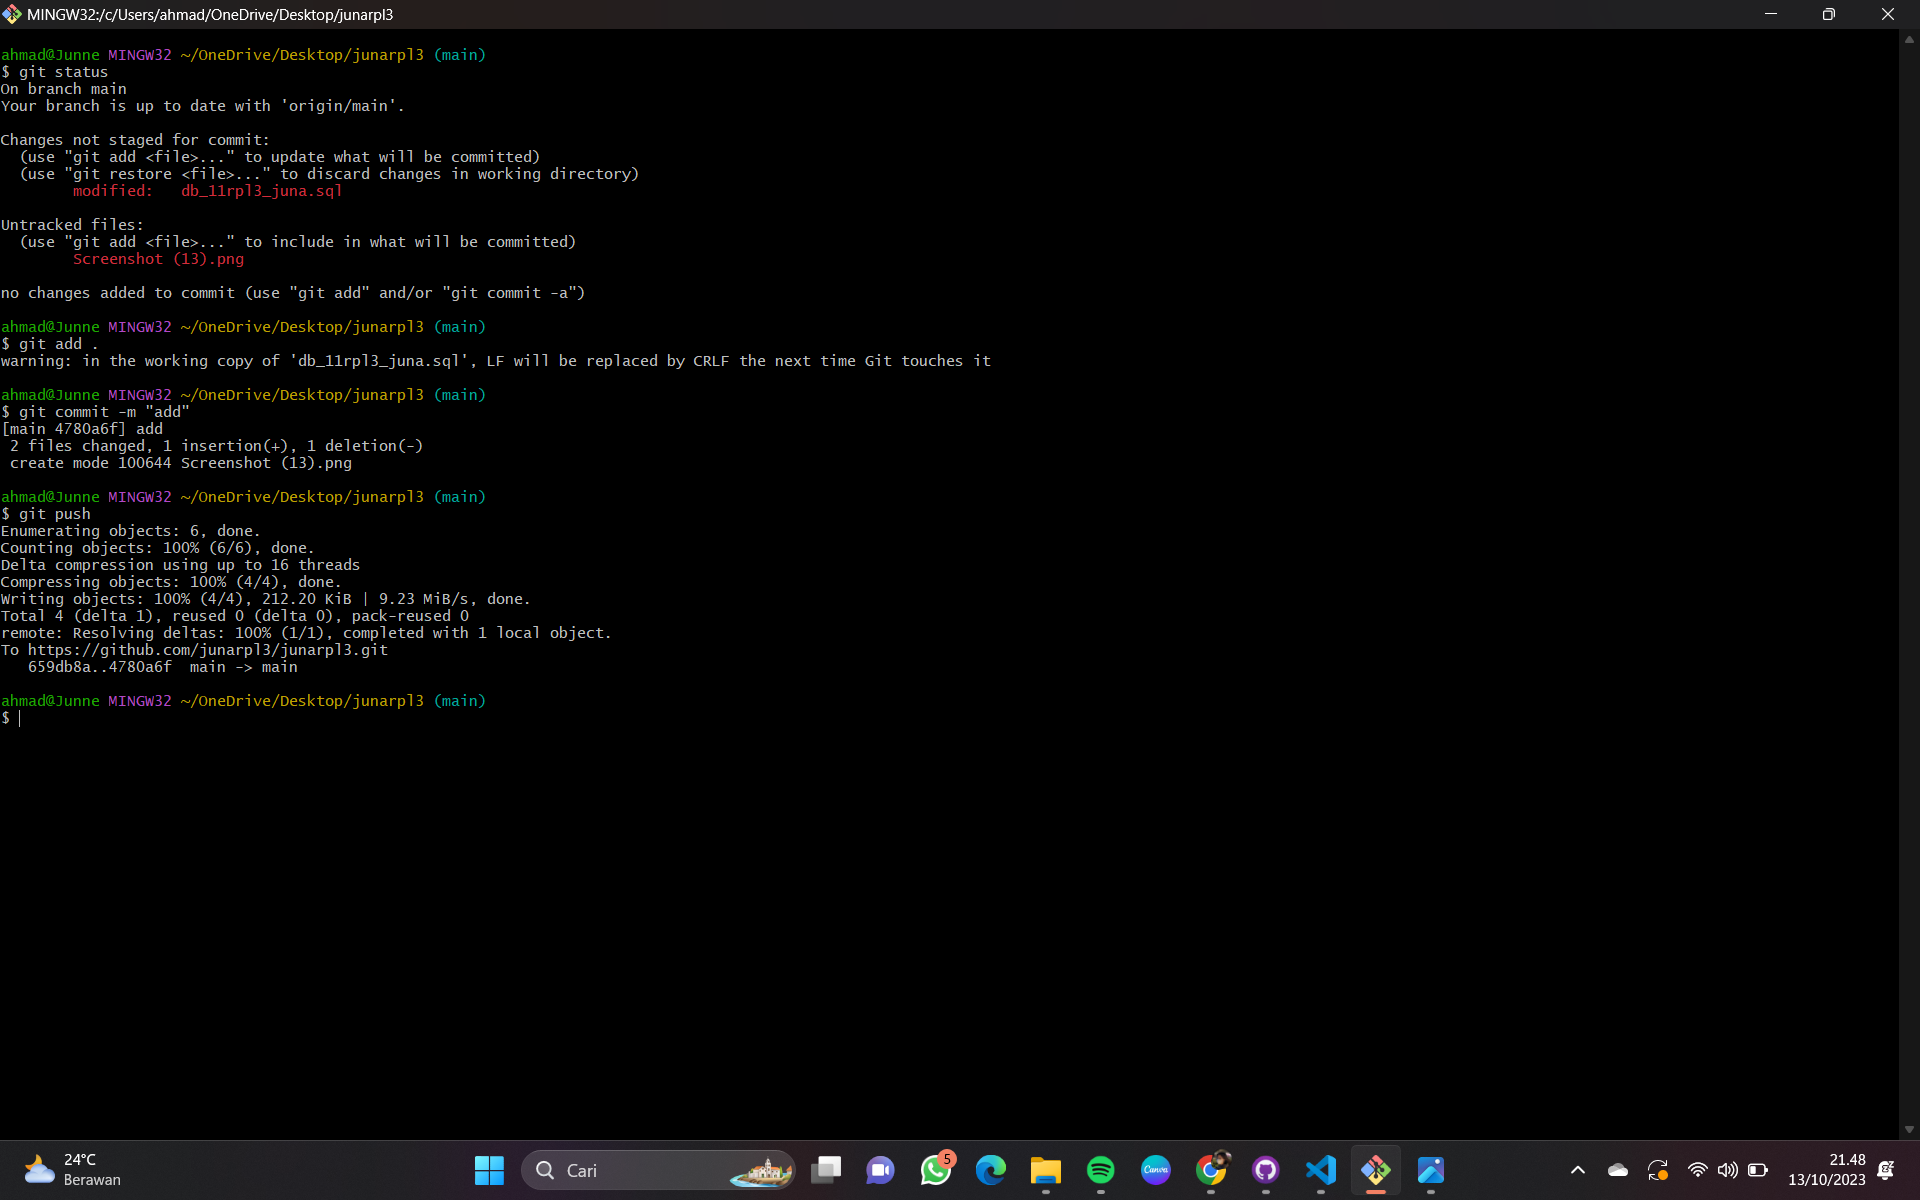 MINGW32:/c/Users/ahmad/OneDrive/Desktop/junarpl3
ahmad@Junne MINGW32 ~/OneDrive/Desktop/junarpl3 (main)
$ git status
On branch main
Your branch is up to date with 'origin/main'.
Changes not staged for commit:
  (use "git add <file>..." to update what will be committed)
  (use "git restore <file>..." to discard changes in working directory)
        modified:   db_11rpl3_juna.sql
Untracked files:
  (use "git add <file>..." to include in what will be committed)
        Screenshot (13).png
no changes added to commit (use "git add" and/or "git commit -a")
ahmad@Junne MINGW32 ~/OneDrive/Desktop/junarpl3 (main)
$ git add .
warning: in the working copy of 'db_11rpl3_juna.sql', LF will be replaced by CRLF the next time Git touches it
ahmad@Junne MINGW32 ~/OneDrive/Desktop/junarpl3 (main)
$ git commit -m "add"
[main 4780a6f] add
 2 files changed, 1 insertion(+), 1 deletion(-)
 create mode 100644 Screenshot (13).png
ahmad@Junne MINGW32 ~/OneDrive/Desktop/junarpl3 (main)
$ git push
Enumerating objects: 6, done.
Counting objects: 100% (6/6), done.
Delta compression using up to 16 threads
Compressing objects: 100% (4/4), done.
Writing objects: 100% (4/4), 212.20 KiB | 9.23 MiB/s, done.
Total 4 (delta 1), reused 0 (delta 0), pack-reused 0
remote: Resolving deltas: 100% (1/1), completed with 1 local object.
To https://github.com/junarpl3/junarpl3.git
   659db8a..4780a6f  main -> main
ahmad@Junne MINGW32 ~/OneDrive/Desktop/junarpl3 (main)
$
24°C
Berawan
Cari
5
Canva
21.48
13/10/2023